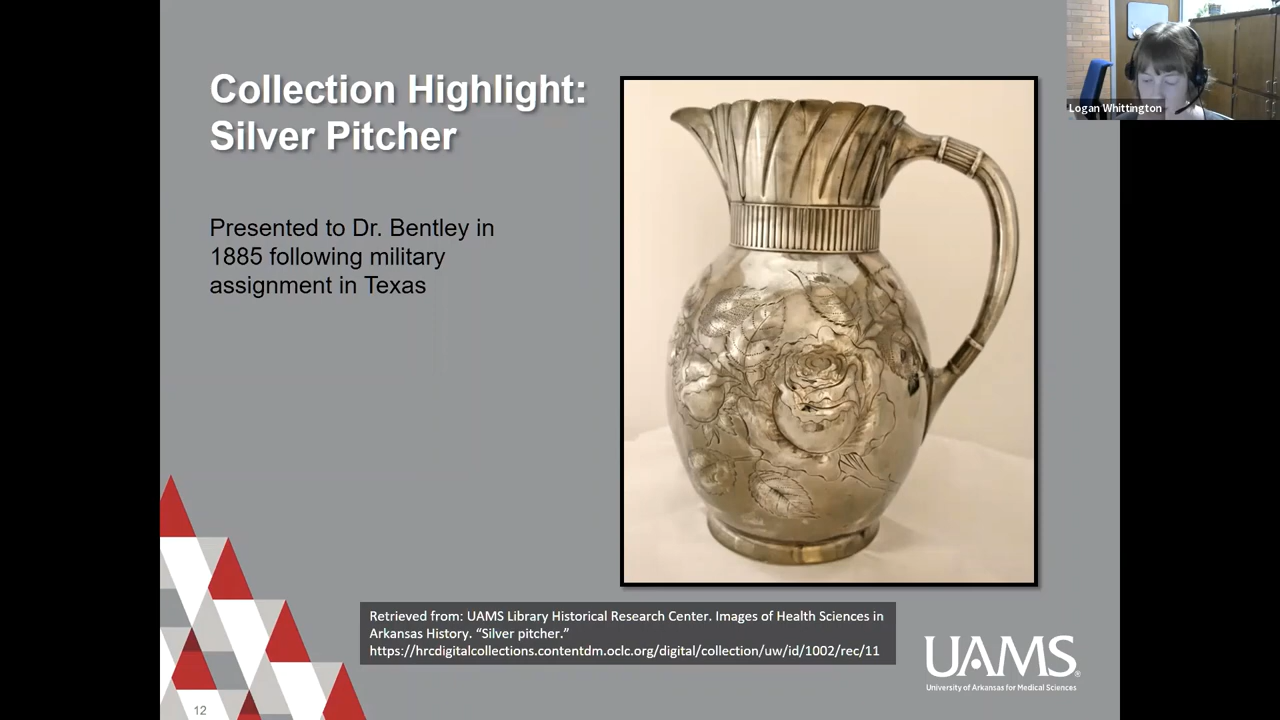 Collection Highlight:
Silver Pitcher
Presented to Dr. Bentley in
1885 following military
assignment in Texas
Logan Whittington
Retrieved from: UAMS Library Historical Research Center. Images of Health Sciences in
Arkansas History. “Silver pitcher.”
https://hrcdigitalcollections.contentdm.oclc.org/digital/collection/uw/id/1002/rec/11
UAMS®
University of Arkansas for Medical Sciences
12